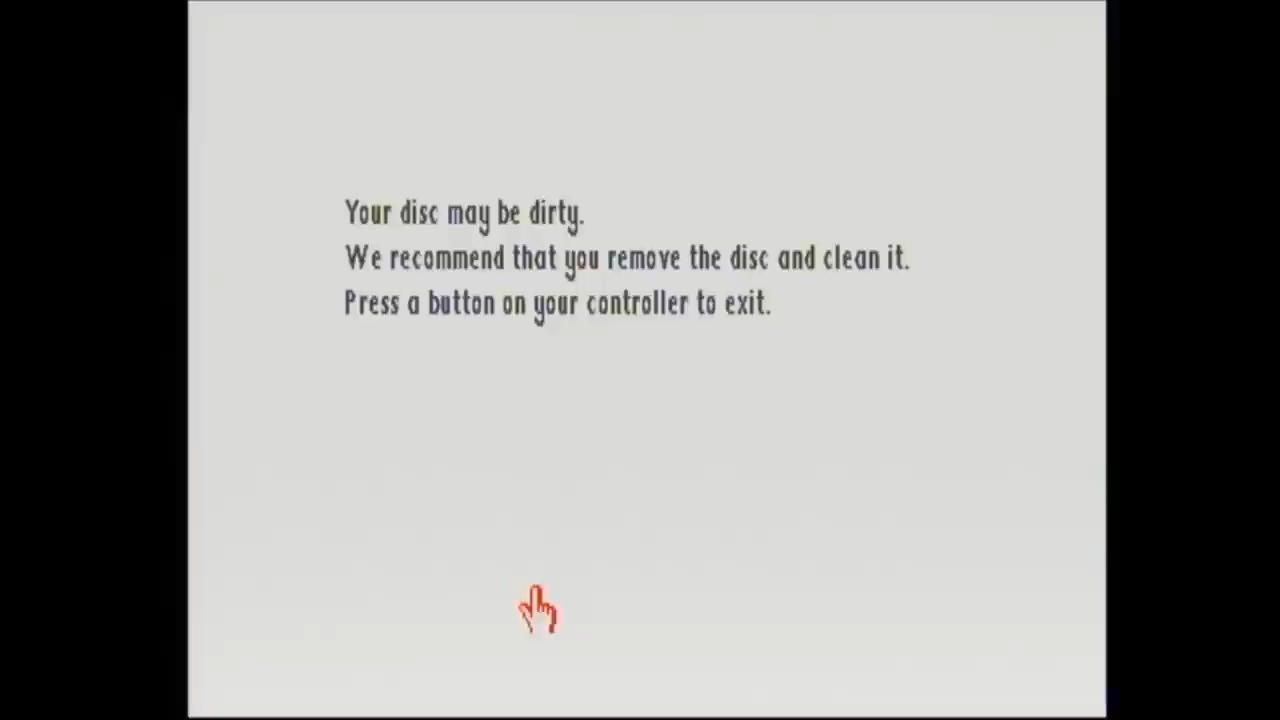 Your disc may be dirty.
We recommend that you remove the disc and clean it.
Press a button on your controller to exit.